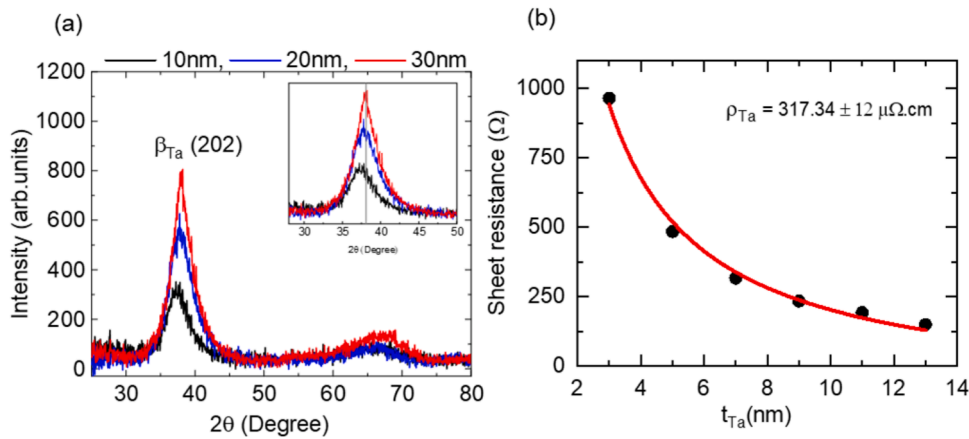 (a)
10nm, 20nm, 30nm
1200
1000
800
600
400
200
0
Intensity (arb.units)
βTa (202)
30 40 50 60 70 80
2θ (Degree)
30 35 40 45 50
2θ (Degree)
(b)
1000
750
500
250
0
Sheet resistance (Ω)
ρTa = 317.34 ± 12 μΩ.cm
2 4 6 8 10 12 14
tTa(nm)